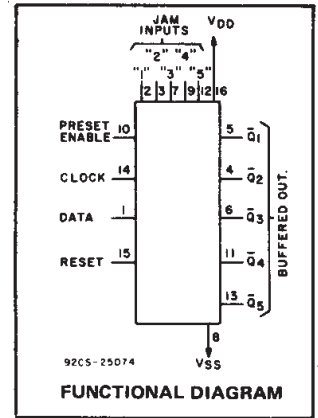 JAM
INPUTS
VDD
"2" "4"
"1" "3" "5"
2 3 7 9 12 16
PRESET
ENABLE 10
5 Q̅1
CLOCK 14
4 Q̅2
DATA 1
6 Q̅3
RESET 15
11 Q̅4
13 Q̅5
BUFFERED OUT.
8
VSS
92CS-25074
FUNCTIONAL DIAGRAM